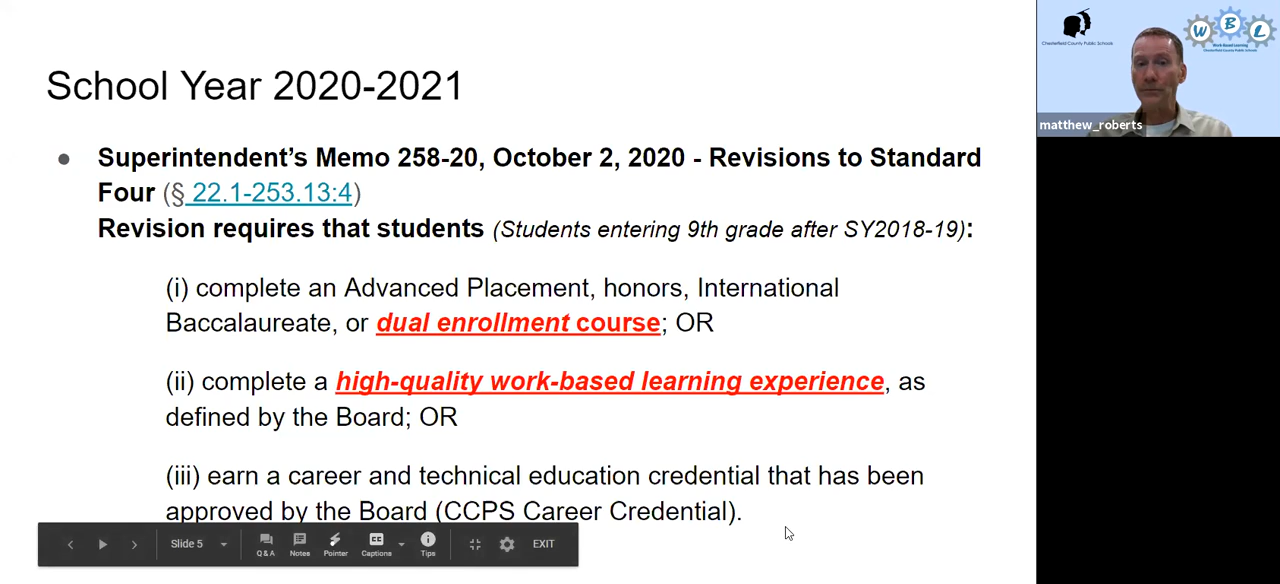 School Year 2020-2021
● Superintendent’s Memo 258-20, October 2, 2020 - Revisions to Standard
Four (§ 22.1-253.13:4)
Revision requires that students (Students entering 9th grade after SY2018-19):
(i) complete an Advanced Placement, honors, International
Baccalaureate, or dual enrollment course; OR
(ii) complete a high-quality work-based learning experience, as
defined by the Board; OR
(iii) earn a career and technical education credential that has been
approved by the Board (CCPS Career Credential).
Slide 5
Q&A
Notes
Pointer
Captions
Tips
EXIT
Chesterfield County Public Schools
W B L
Work-Based Learning
Chesterfield County Public Schools
matthew_roberts